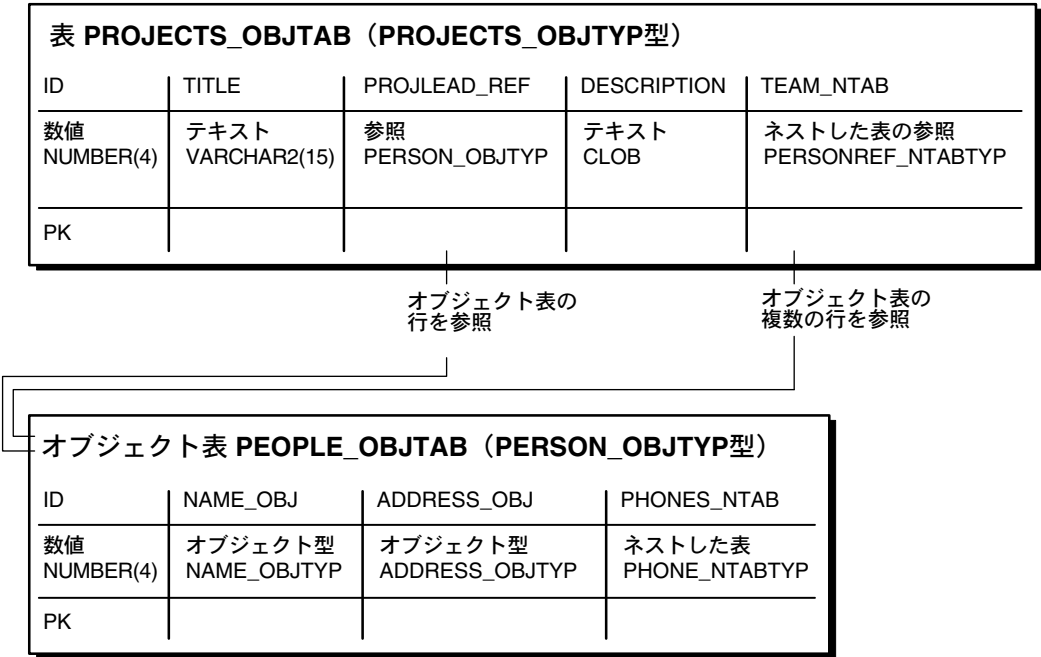 表 PROJECTS_OBJTAB（PROJECTS_OBJTYP型）
ID TITLE PROJLEAD_REF DESCRIPTION TEAM_NTAB
数値 テキスト 参照 テキスト ネストした表の参照
NUMBER(4) VARCHAR2(15) PERSON_OBJTYP CLOB PERSONREF_NTABTYP
PK
オブジェクト表の
行を参照
オブジェクト表の
複数の行を参照
オブジェクト表 PEOPLE_OBJTAB（PERSON_OBJTYP型）
ID NAME_OBJ ADDRESS_OBJ PHONES_NTAB
数値 オブジェクト型 オブジェクト型 ネストした表
NUMBER(4) NAME_OBJTYP ADDRESS_OBJTYP PHONE_NTABTYP
PK